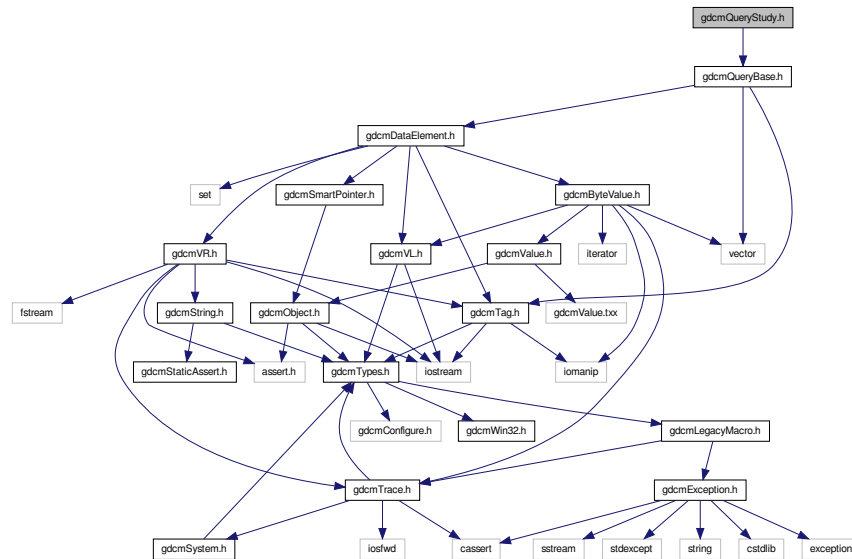 gdcmQueryStudy.h
gdcmQueryBase.h
gdcmDataElement.h
set
gdcmSmartPointer.h
gdcmByteValue.h
gdcmVR.h
gdcmVL.h
gdcmValue.h
iterator
vector
fstream
gdcmString.h
gdcmObject.h
gdcmTag.h
gdcmValue.txx
gdcmStaticAssert.h
assert.h
gdcmTypes.h
iostream
iomanip
gdcmConfigure.h
gdcmWin32.h
gdcmLegacyMacro.h
gdcmTrace.h
gdcmException.h
gdcmSystem.h
iosfwd
cassert
sstream
stdexcept
string
cstdlib
exception